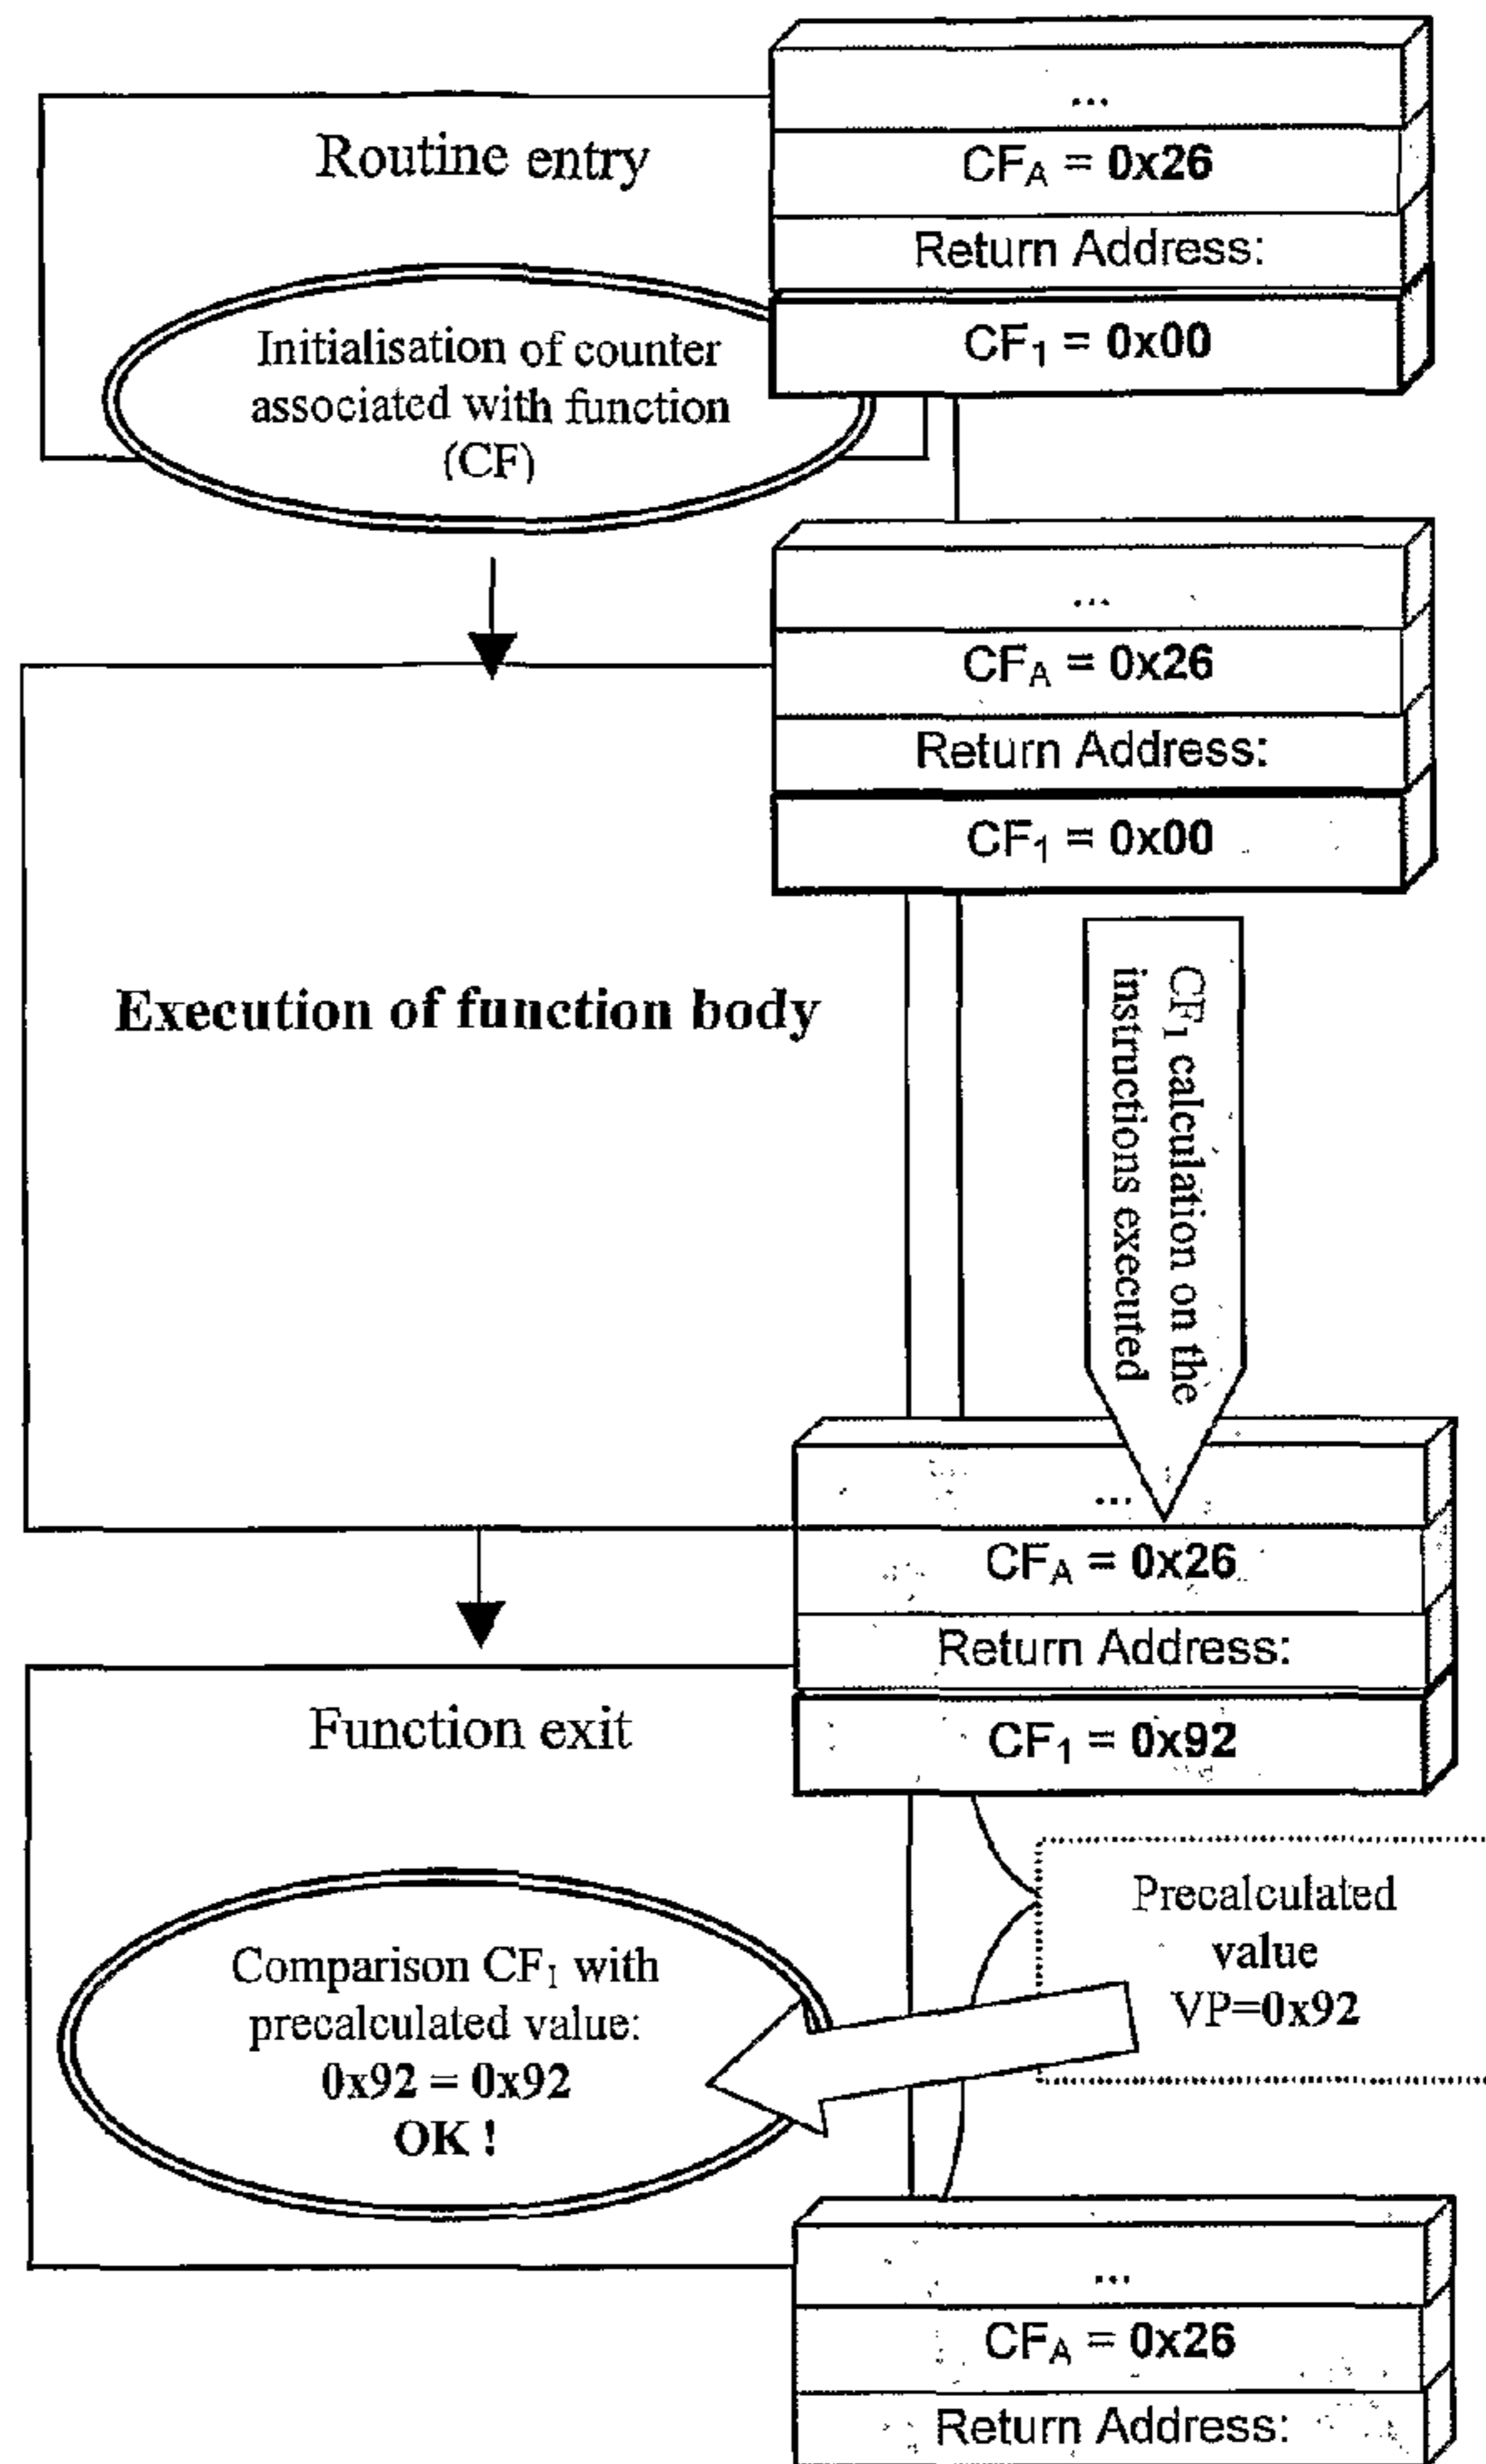 ...
Routine entry
CFA = 0x26
Return Address:
Initialisation of counter
associated with function
(CF)
CF1 = 0x00
...
CFA = 0x26
Return Address:
CF1 = 0x00
Execution of function body
CF1 calculation on the
instructions executed
...
CFA = 0x26
Return Address:
Function exit
CF1 = 0x92
Precalculated
value
VP=0x92
Comparison CF1 with
precalculated value:
0x92 = 0x92
OK !
...
CFA = 0x26
Return Address: